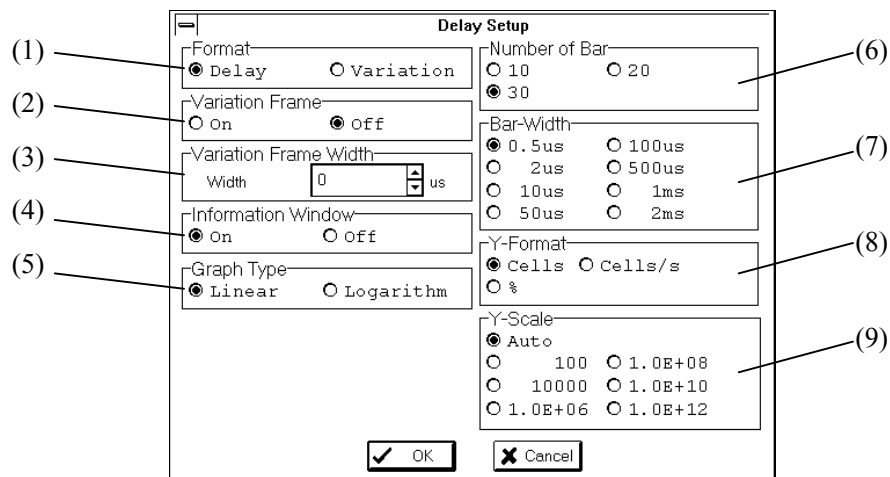 Delay Setup
(1)
Format
Delay Variation
(2)
Variation Frame
On Off
(3)
Variation Frame Width
Width 0 us
(4)
Information Window
On Off
(5)
Graph Type
Linear Logarithm
Number of Bar
(6)
10 20
30
Bar-Width
(7)
0.5us 100us
2us 500us
10us 1ms
50us 2ms
Y-Format
(8)
Cells Cells/s
%
Y-Scale
(9)
Auto
100 1.0E+08
10000 1.0E+10
1.0E+06 1.0E+12
OK Cancel